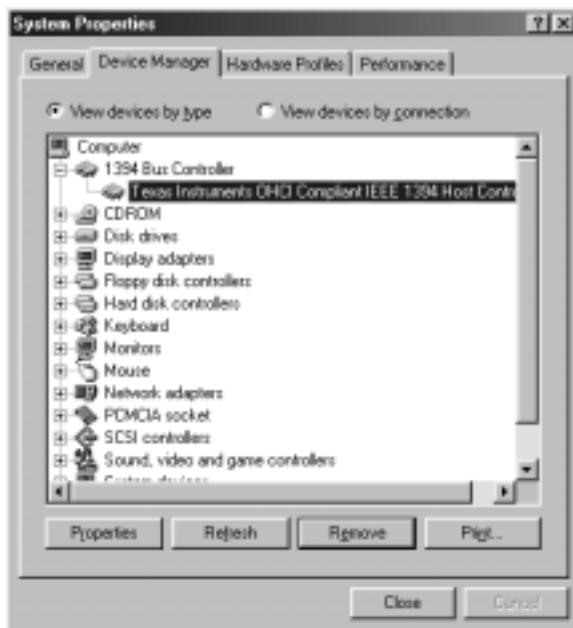 System Properties
General Device Manager Hardware Profiles Performance
View devices by type View devices by connection
Computer
1394 Bus Controller
Texas Instruments OHCI Compliant IEEE 1394 Host Contr
CDROM
Disk drives
Display adapters
Floppy disk controllers
Hard disk controllers
Keyboard
Monitors
Mouse
Network adapters
PCMCIA socket
SCSI controllers
Sound, video and game controllers
System devices
Properties Refresh Remove Print...
Close Cancel